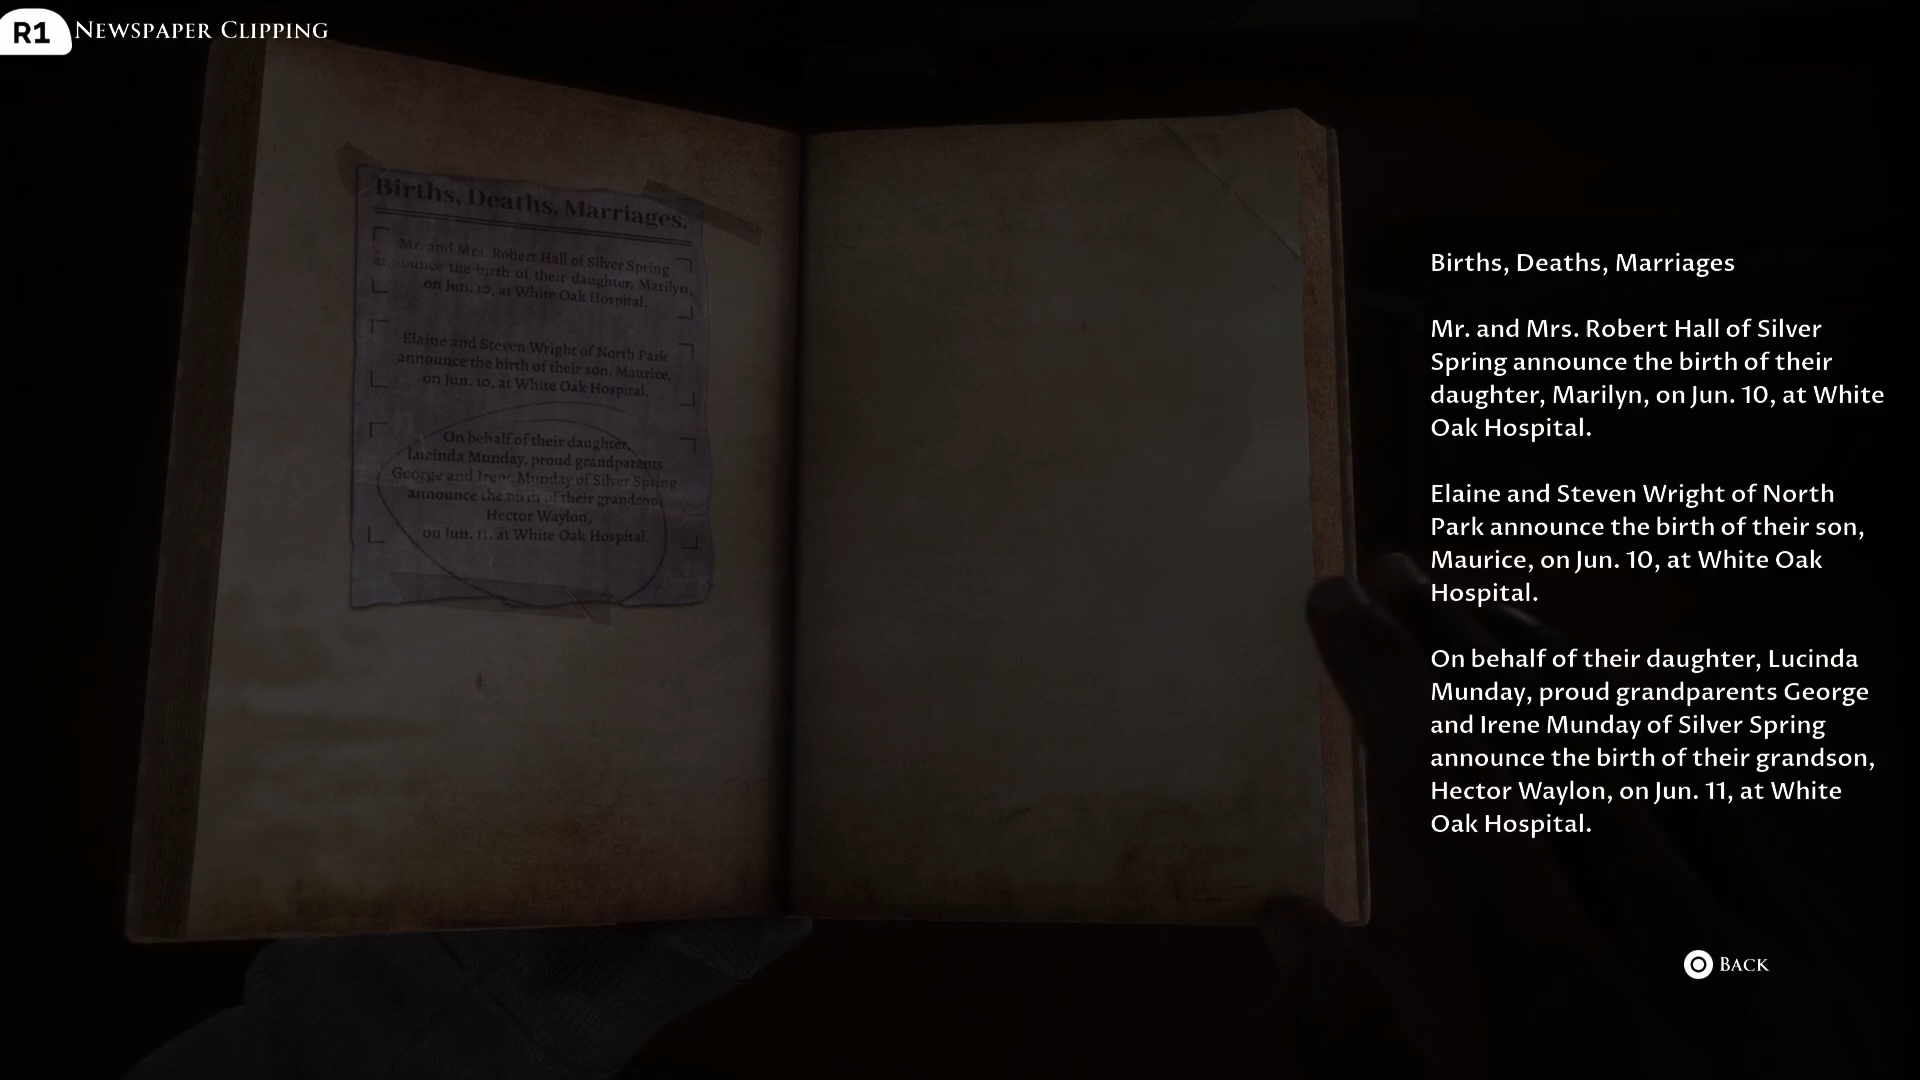 R1 Newspaper Clipping
Births, Deaths, Marriages.
Mr. and Mrs. Robert Hall of Silver Spring
announce the birth of their daughter, Marilyn,
on Jun. 10, at White Oak Hospital.
Elaine and Steven Wright of North Park
announce the birth of their son, Maurice,
on Jun. 10, at White Oak Hospital.
On behalf of their daughter,
Lucinda Munday, proud grandparents
George and Irene Munday of Silver Spring
announce the birth of their grandson,
Hector Waylon,
on Jun. 11, at White Oak Hospital.
Births, Deaths, Marriages
Mr. and Mrs. Robert Hall of Silver
Spring announce the birth of their
daughter, Marilyn, on Jun. 10, at White
Oak Hospital.
Elaine and Steven Wright of North
Park announce the birth of their son,
Maurice, on Jun. 10, at White Oak
Hospital.
On behalf of their daughter, Lucinda
Munday, proud grandparents George
and Irene Munday of Silver Spring
announce the birth of their grandson,
Hector Waylon, on Jun. 11, at White
Oak Hospital.
Back